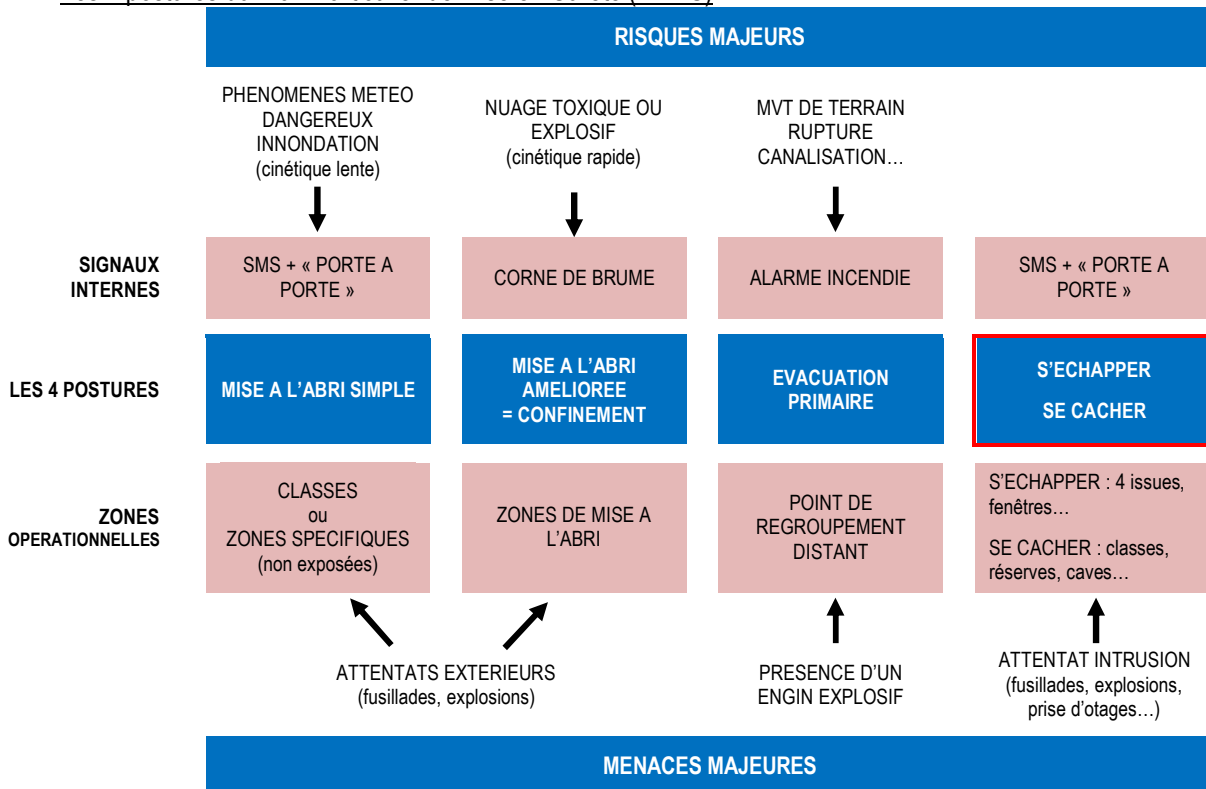 RISQUES MAJEURS
PHENOMENES METEO
DANGEREUX
INNONDATION
(cinétique lente)
NUAGE TOXIQUE OU
EXPLOSIF
(cinétique rapide)
MVT DE TERRAIN
RUPTURE
CANALISATION…
SIGNAUX
INTERNES
SMS + « PORTE A
PORTE »
CORNE DE BRUME
ALARME INCENDIE
SMS + « PORTE A
PORTE »
LES 4 POSTURES
MISE A L’ABRI SIMPLE
MISE A L’ABRI
AMELIOREE
= CONFINEMENT
EVACUATION
PRIMAIRE
S’ECHAPPER
SE CACHER
ZONES
OPERATIONNELLES
CLASSES
ou
ZONES SPECIFIQUES
(non exposées)
ZONES DE MISE A
L’ABRI
POINT DE
REGROUPEMENT
DISTANT
S’ECHAPPER : 4 issues,
fenêtres…
SE CACHER : classes,
réserves, caves…
ATTENTATS EXTERIEURS
(fusillades, explosions)
PRESENCE D’UN
ENGIN EXPLOSIF
ATTENTAT INTRUSION
(fusillades, explosions,
prise d’otages…)
MENACES MAJEURES